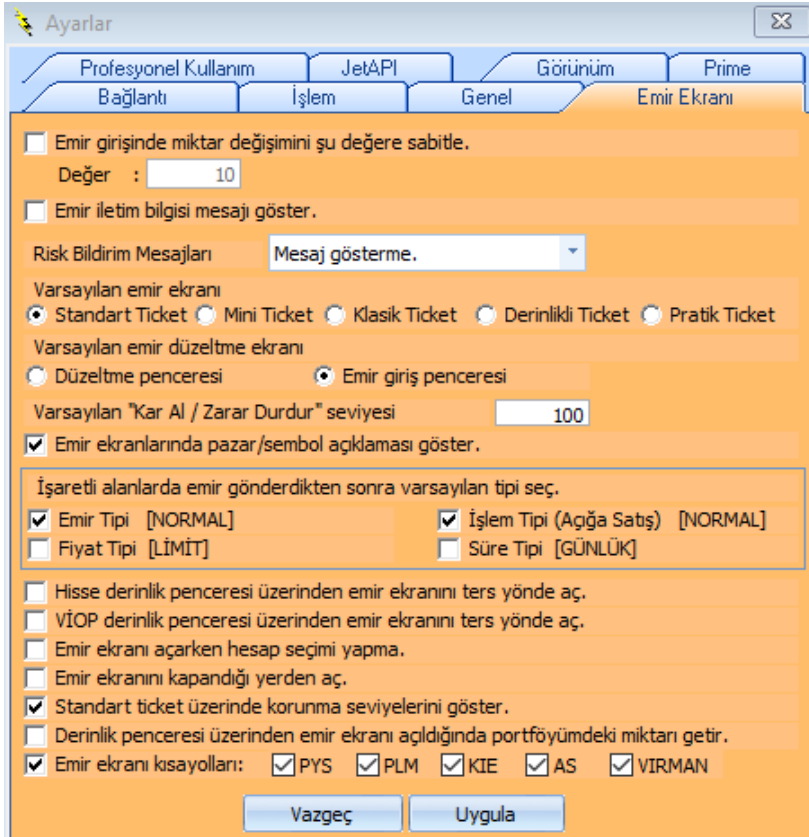 Ayarlar
Profesyonel Kullanım JetAPI Görünüm Prime
Bağlantı İşlem Genel Emir Ekranı
Emir girişinde miktar değişimini şu değere sabitle.
Değer : 10
Emir iletim bilgisi mesajı göster.
Risk Bildirim Mesajları Mesaj gösterme.
Varsayılan emir ekranı
Standart Ticket Mini Ticket Klasik Ticket Derinlikli Ticket Pratik Ticket
Varsayılan emir düzeltme ekranı
Düzeltme penceresi Emir giriş penceresi
Varsayılan "Kar Al / Zarar Durdur" seviyesi 100
Emir ekranlarında pazar/sembol açıklaması göster.
İşaretli alanlarda emir gönderdikten sonra varsayılan tipi seç.
Emir Tipi [NORMAL] İşlem Tipi (Açığa Satış) [NORMAL]
Fiyat Tipi [LİMİT] Süre Tipi [GÜNLÜK]
Hisse derinlik penceresi üzerinden emir ekranını ters yönde aç.
VİOP derinlik penceresi üzerinden emir ekranını ters yönde aç.
Emir ekranı açarken hesap seçimi yapma.
Emir ekranını kapandığı yerden aç.
Standart ticket üzerinde korunma seviyelerini göster.
Derinlik penceresi üzerinden emir ekranı açıldığında portföyümdeki miktarı getir.
Emir ekranı kısayolları: PYS PLM KIE AS VIRMAN
Vazgeç Uygula